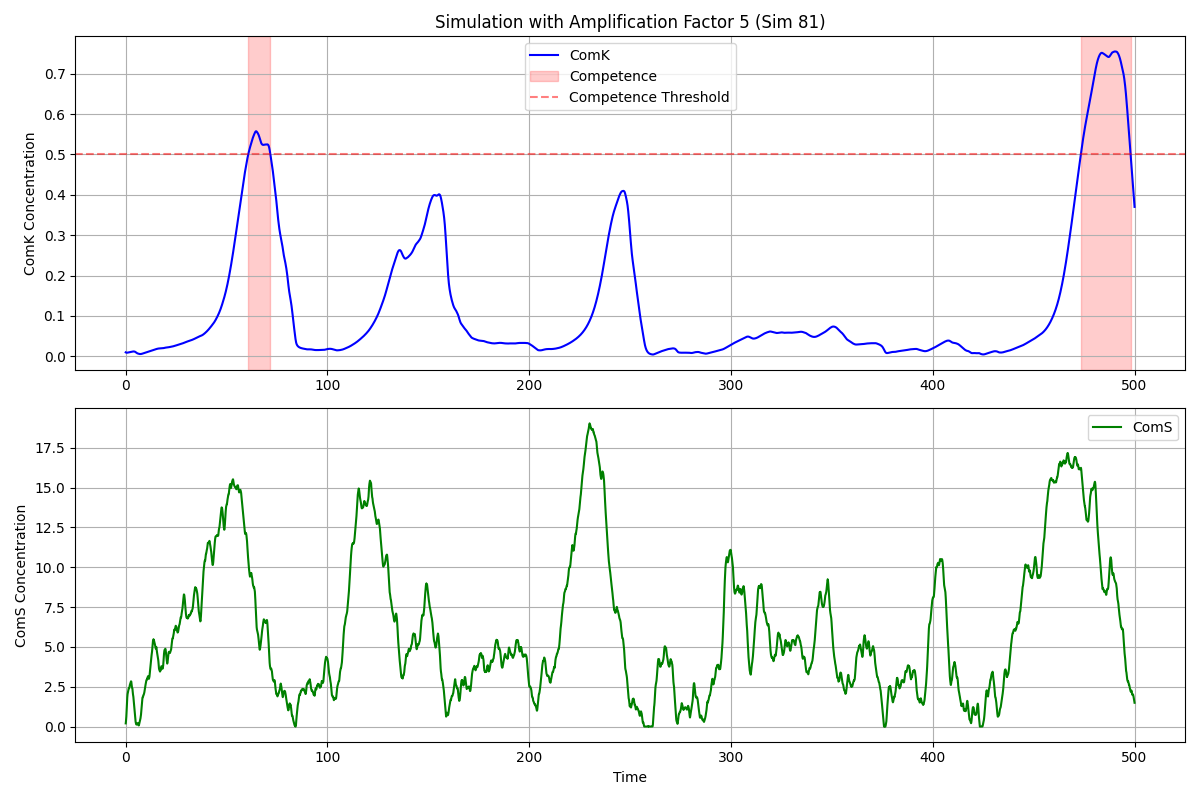 Simulation with Amplification Factor 5 (Sim 81)
ComK
Competence
Competence Threshold
ComK Concentration
0.7
0.6
0.5
0.4
0.3
0.2
0.1
0.0
0 100 200 300 400 500
ComS
ComS Concentration
17.5
15.0
12.5
10.0
7.5
5.0
2.5
0.0
0 100 200 300 400 500
Time